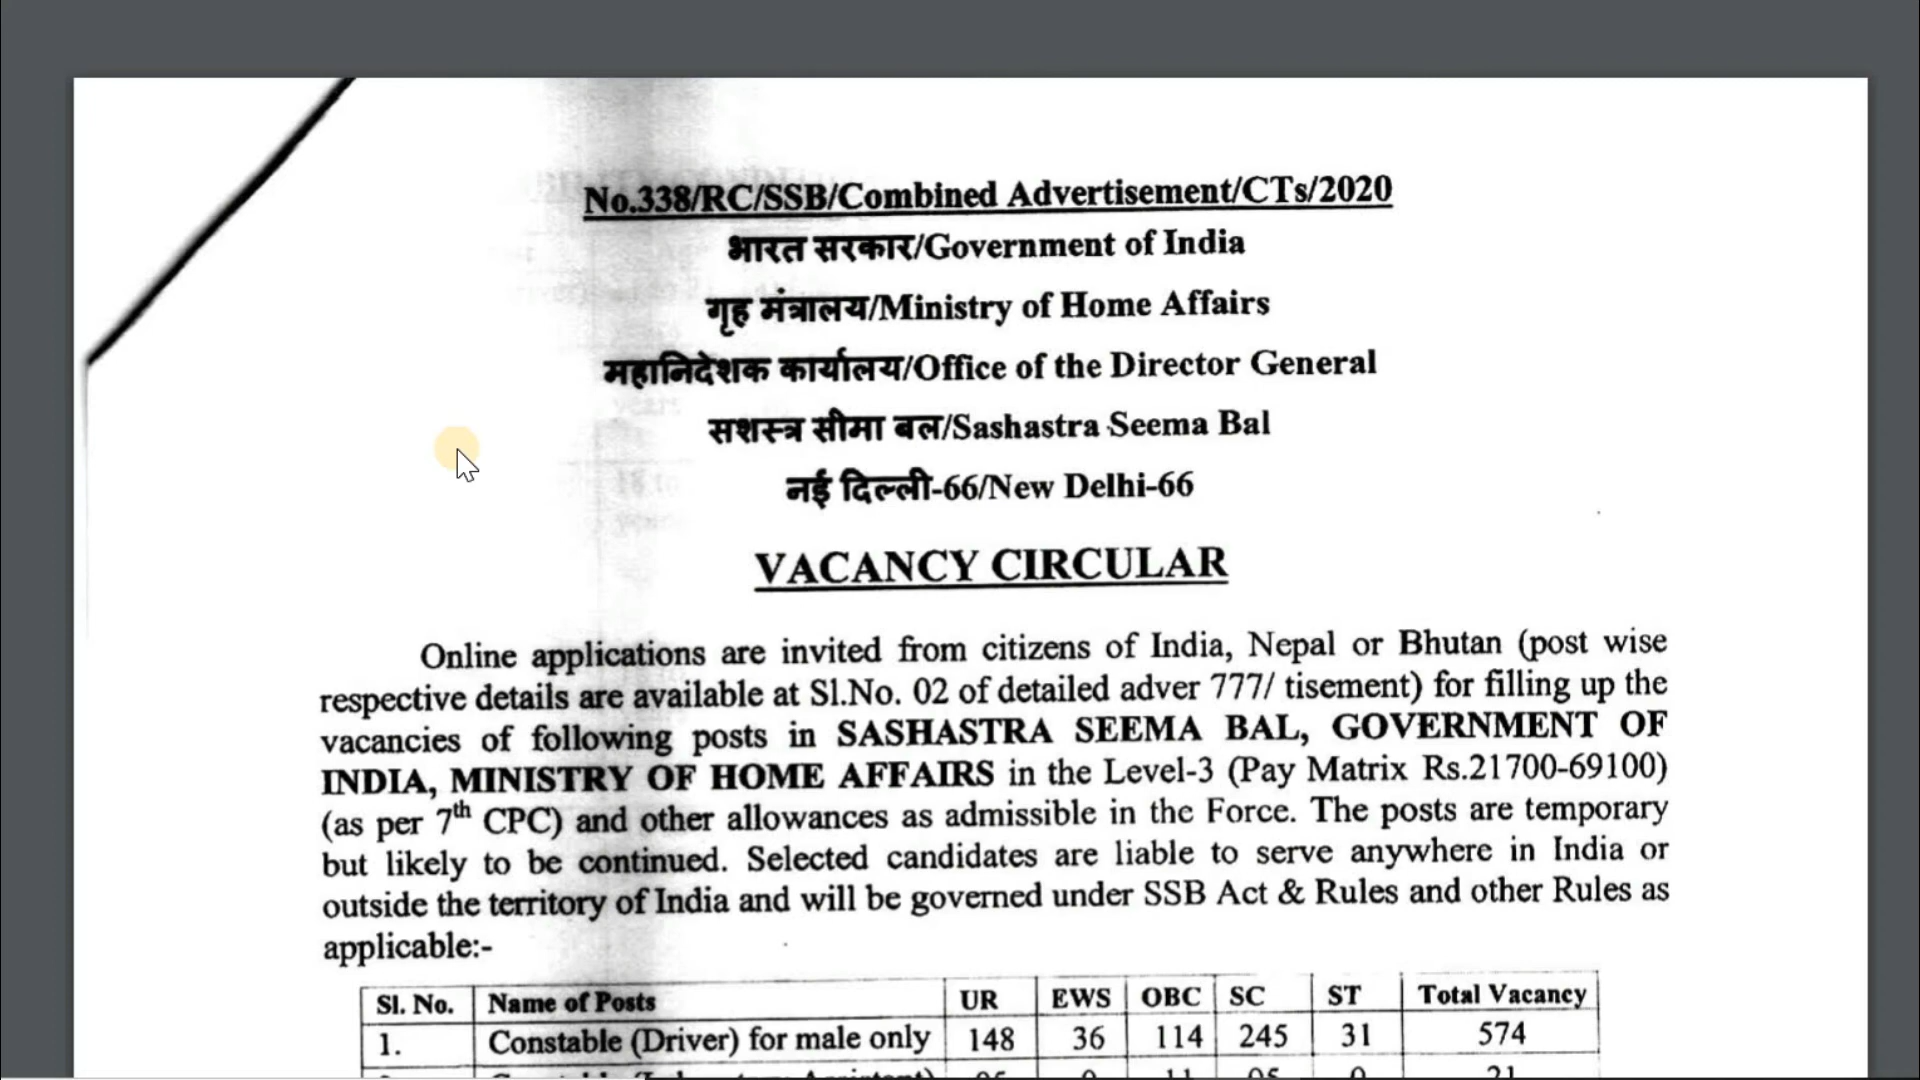 No.338/RC/SSB/Combined Advertisement/CTs/2020
भारत सरकार/Government of India
गृह मंत्रालय/Ministry of Home Affairs
महानिदेशक कार्यालय/Office of the Director General
सशस्त्र सीमा बल/Sashastra Seema Bal
नई दिल्ली-66/New Delhi-66
VACANCY CIRCULAR
Online applications are invited from citizens of India, Nepal or Bhutan (post wise
respective details are available at Sl.No. 02 of detailed adver 777/ tisement) for filling up the
vacancies of following posts in SASHASTRA SEEMA BAL, GOVERNMENT OF
INDIA, MINISTRY OF HOME AFFAIRS in the Level-3 (Pay Matrix Rs.21700-69100)
(as per 7th CPC) and other allowances as admissible in the Force. The posts are temporary
but likely to be continued. Selected candidates are liable to serve anywhere in India or
outside the territory of India and will be governed under SSB Act & Rules and other Rules as
applicable:-
Sl. No. Name of Posts UR EWS OBC SC ST Total Vacancy
1. Constable (Driver) for male only 148 36 114 245 31 574